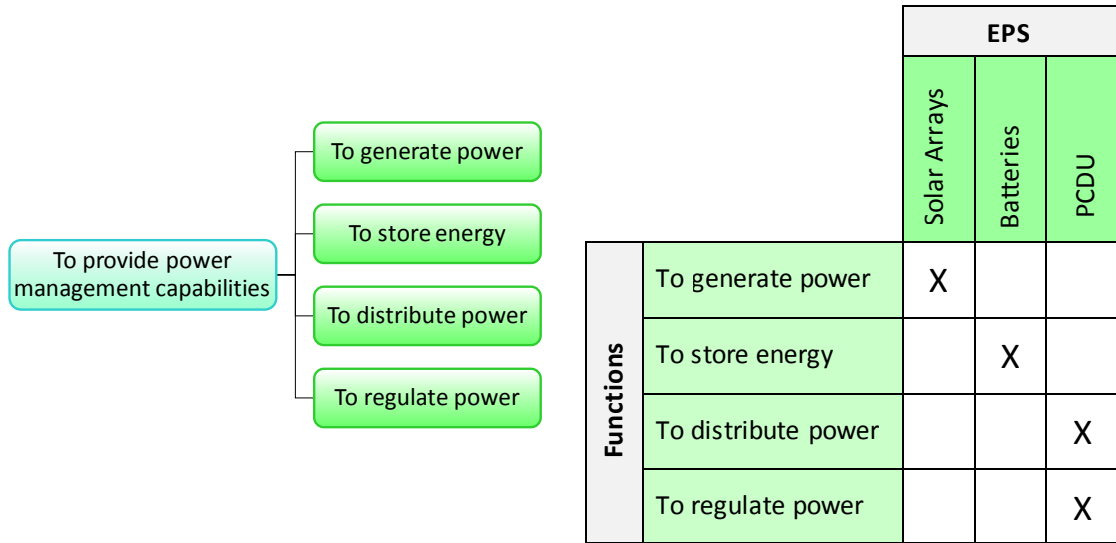 To provide power
management capabilities
To generate power
To store energy
To distribute power
To regulate power
EPS
Solar Arrays
Batteries
PCDU
Functions
To generate power
X
To store energy
X
To distribute power
X
To regulate power
X